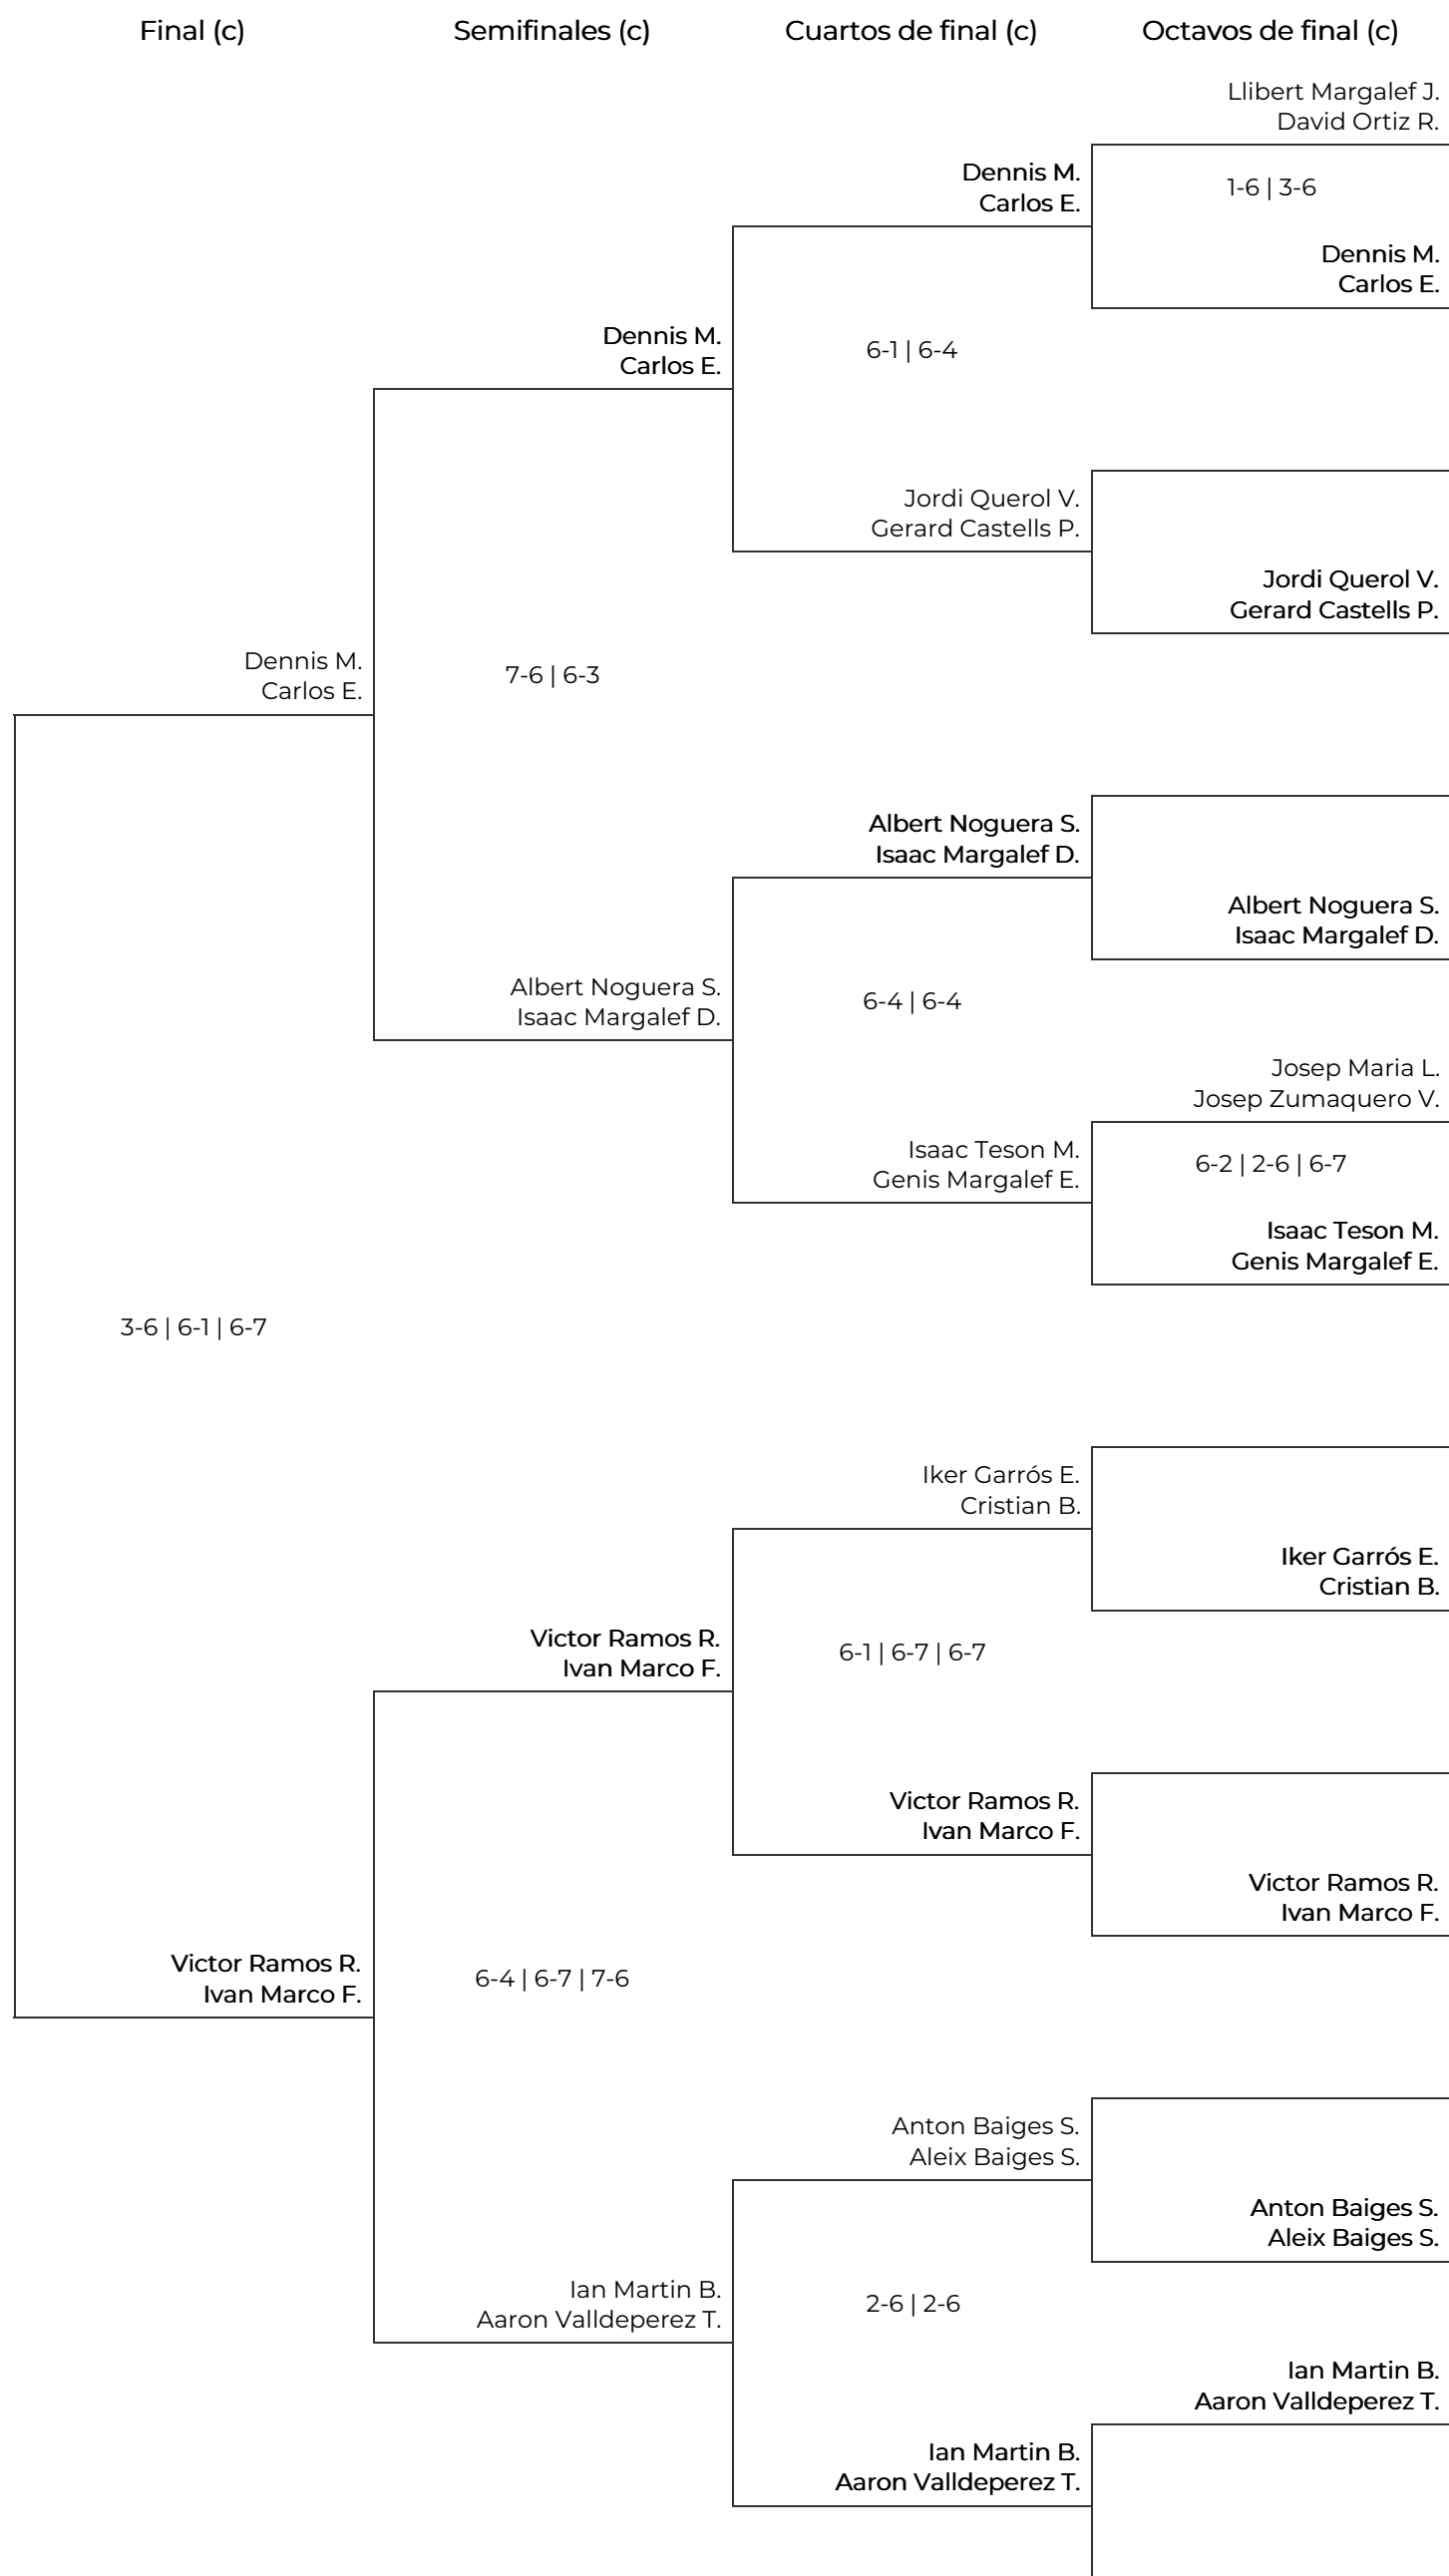 Final (c)
Semifinales (c)
Cuartos de final (c)
Octavos de final (c)
Llibert Margalef J.
David Ortiz R.
1-6 | 3-6
Dennis M.
Carlos E.
Dennis M.
Carlos E.
6-1 | 6-4
Dennis M.
Carlos E.
Jordi Querol V.
Gerard Castells P.
Jordi Querol V.
Gerard Castells P.
Dennis M.
Carlos E.
7-6 | 6-3
Albert Noguera S.
Isaac Margalef D.
Albert Noguera S.
Isaac Margalef D.
Albert Noguera S.
Isaac Margalef D.
6-4 | 6-4
Josep Maria L.
Josep Zumaquero V.
Isaac Teson M.
Genis Margalef E.
6-2 | 2-6 | 6-7
Isaac Teson M.
Genis Margalef E.
3-6 | 6-1 | 6-7
Iker Garrós E.
Cristian B.
Iker Garrós E.
Cristian B.
Victor Ramos R.
Ivan Marco F.
6-1 | 6-7 | 6-7
Victor Ramos R.
Ivan Marco F.
Victor Ramos R.
Ivan Marco F.
Victor Ramos R.
Ivan Marco F.
6-4 | 6-7 | 7-6
Anton Baiges S.
Aleix Baiges S.
Anton Baiges S.
Aleix Baiges S.
Ian Martin B.
Aaron Valldeperez T.
2-6 | 2-6
Ian Martin B.
Aaron Valldeperez T.
Ian Martin B.
Aaron Valldeperez T.